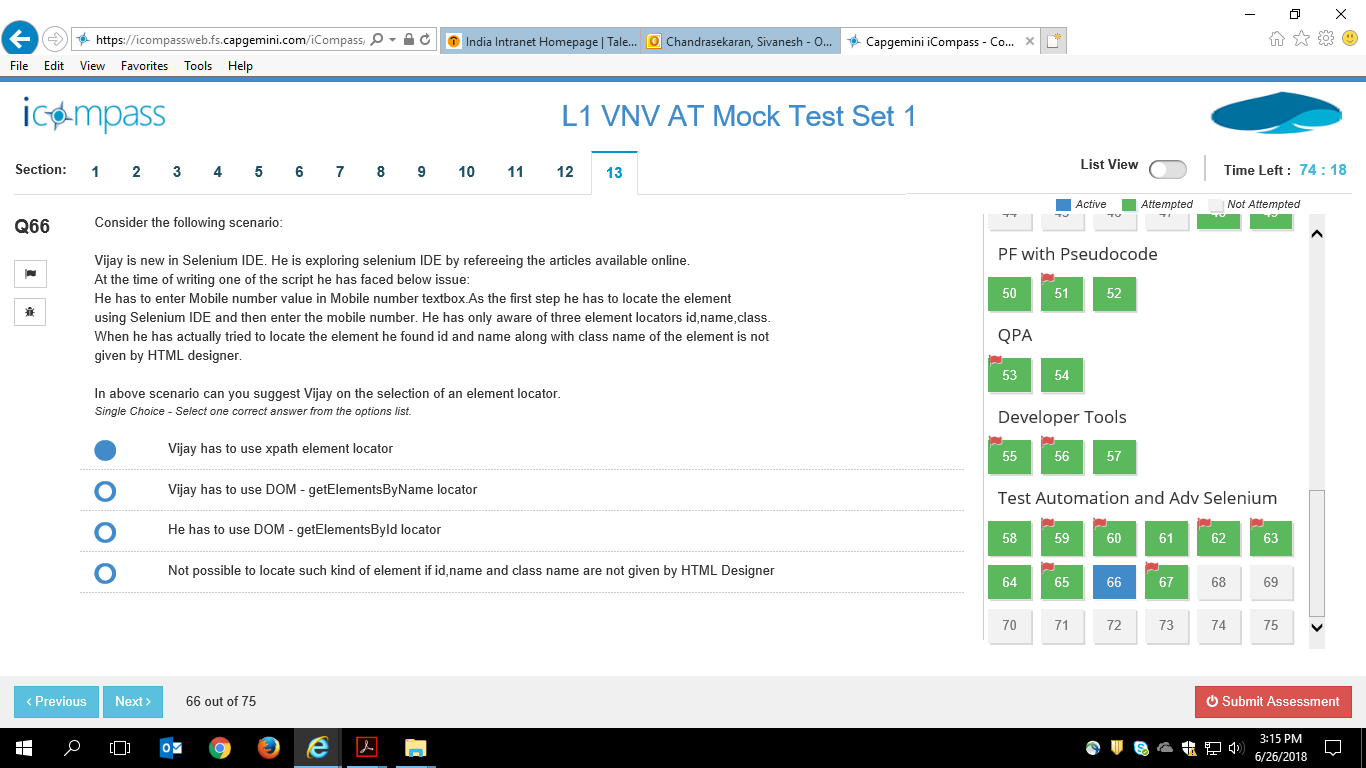 https://icompassweb.fs.capgemini.com/iCompass/
India Intranet Homepage | Tale...
Chandrasekaran, Sivanesh - O...
Capgemini iCompass - Co...
File Edit View Favorites Tools Help
icompass
L1 VNV AT Mock Test Set 1
Section: 1 2 3 4 5 6 7 8 9 10 11 12 13
List View
Time Left : 74 : 18
Active Attempted Not Attempted
Q66
Consider the following scenario:
Vijay is new in Selenium IDE. He is exploring selenium IDE by refereeing the articles available online.
At the time of writing one of the script he has faced below issue:
He has to enter Mobile number value in Mobile number textbox.As the first step he has to locate the element
using Selenium IDE and then enter the mobile number. He has only aware of three element locators id,name,class.
When he has actually tried to locate the element he found id and name along with class name of the element is not
given by HTML designer.
In above scenario can you suggest Vijay on the selection of an element locator.
Single Choice - Select one correct answer from the options list.
Vijay has to use xpath element locator
Vijay has to use DOM - getElementsByName locator
He has to use DOM - getElementsById locator
Not possible to locate such kind of element if id,name and class name are not given by HTML Designer
PF with Pseudocode
50 51 52
QPA
53 54
Developer Tools
55 56 57
Test Automation and Adv Selenium
58 59 60 61 62 63
64 65 66 67 68 69
70 71 72 73 74 75
‹ Previous
Next ›
66 out of 75
Submit Assessment
3:15 PM
6/26/2018